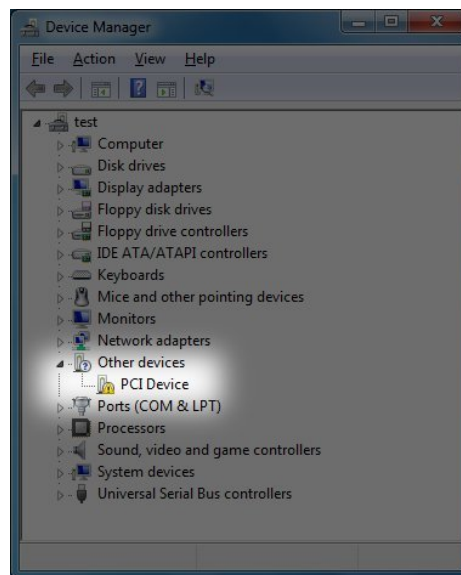 Device Manager
File Action View Help
test
Computer
Disk drives
Display adapters
Floppy disk drives
Floppy drive controllers
IDE ATA/ATAPI controllers
Keyboards
Mice and other pointing devices
Monitors
Network adapters
Other devices
PCI Device
Ports (COM & LPT)
Processors
Sound, video and game controllers
System devices
Universal Serial Bus controllers